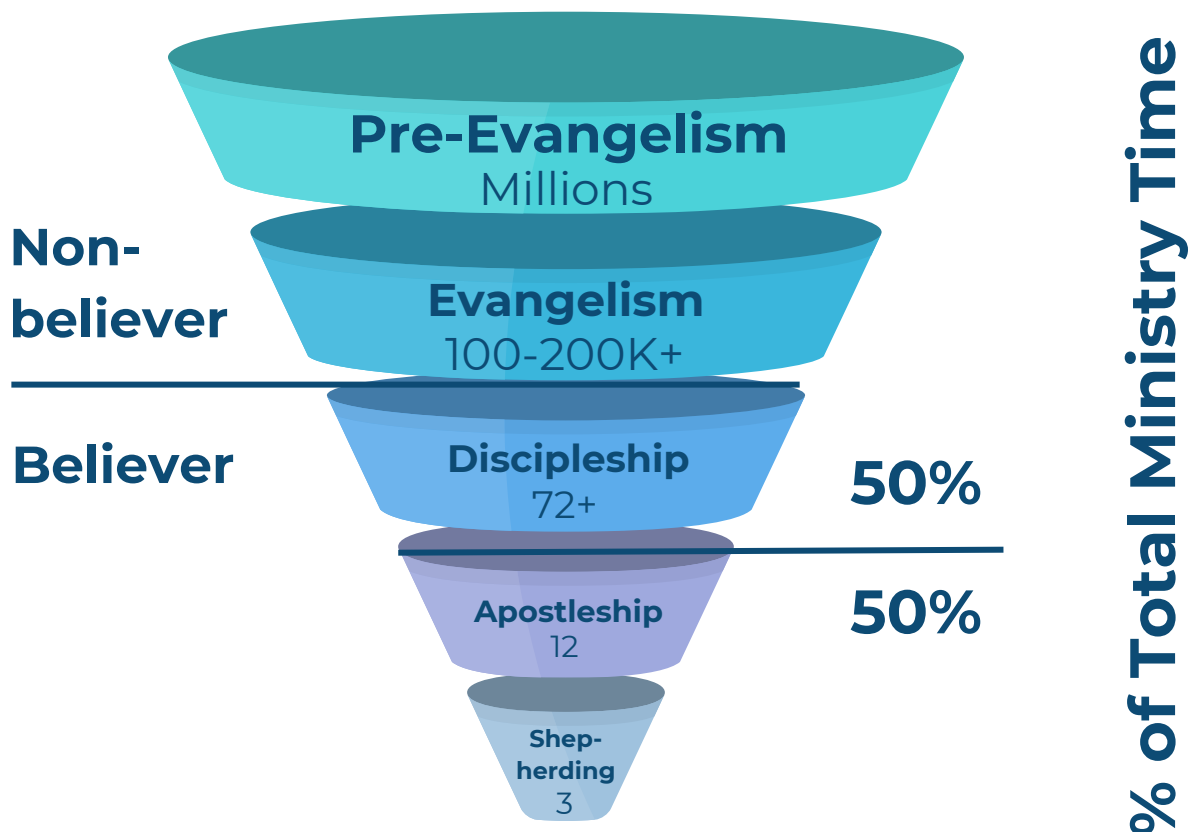 Pre-Evangelism
Millions
Non-
believer
Evangelism
100-200K+
Believer
Discipleship
72+
50%
50%
Apostleship
12
Shep-
herding
3
% of Total Ministry Time